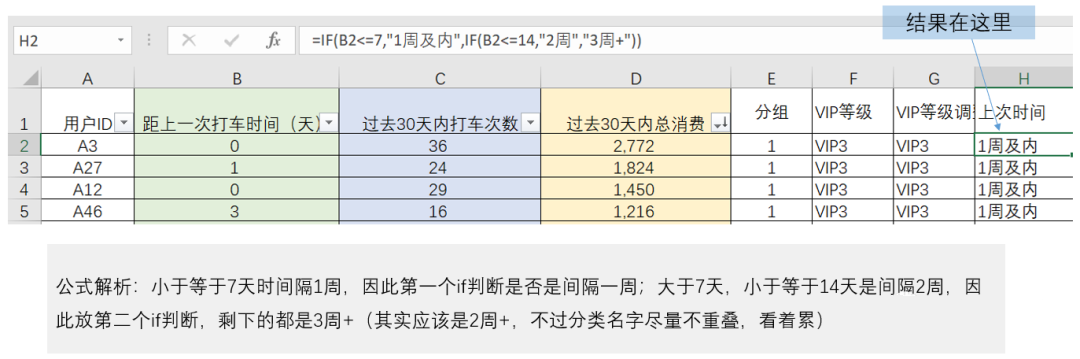 结果在这里
H2
fx
=IF(B2<=7,"1周及内",IF(B2<=14,"2周","3周+"))
A B C D E F G H
1 用户ID 距上一次打车时间（天） 过去30天内打车次数 过去30天内总消费 分组 VIP等级 VIP等级调 上次时间
2 A3 0 36 2,772 1 VIP3 VIP3 1周及内
3 A27 1 24 1,824 1 VIP3 VIP3 1周及内
4 A12 0 29 1,450 1 VIP3 VIP3 1周及内
5 A46 3 16 1,216 1 VIP3 VIP3 1周及内
公式解析：小于等于7天时间隔1周，因此第一个if判断是否是间隔一周；大于7天，小于等于14天是间隔2周，因
此放第二个if判断，剩下的都是3周+（其实应该是2周+，不过分类名字尽量不重叠，看着累）